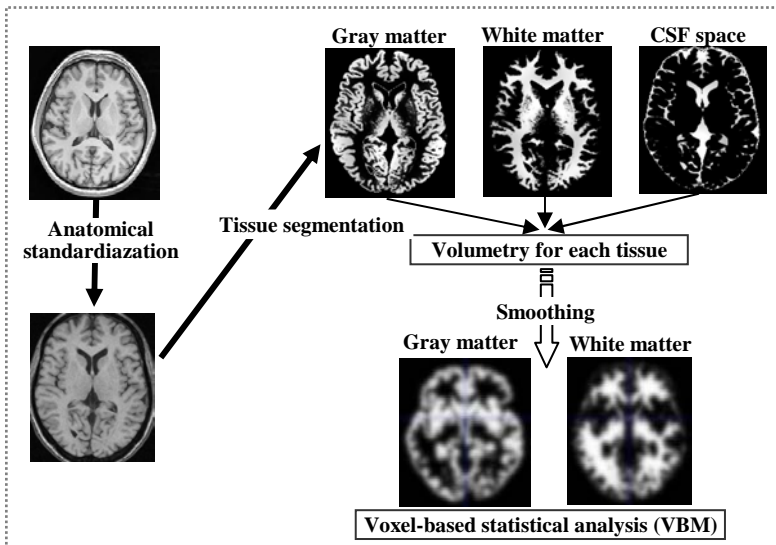 Gray matter
White matter
CSF space
Anatomical
standardiazation
Tissue segmentation
Volumetry for each tissue
Smoothing
Gray matter
White matter
Voxel-based statistical analysis (VBM)